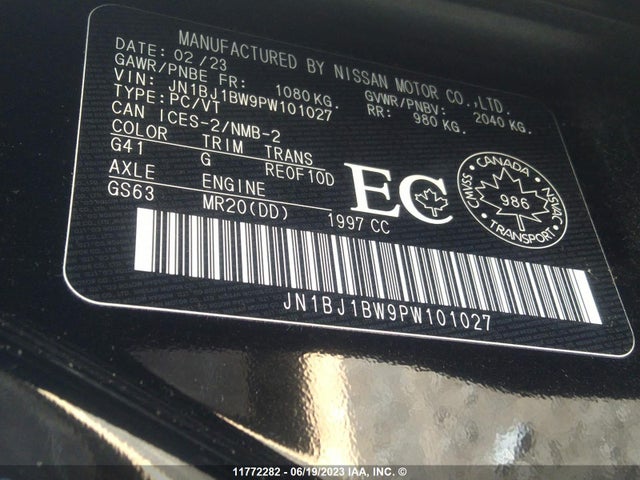 MANUFACTURED BY NISSAN MOTOR CO.,LTD.
DATE: 02 /23
GAWR/PNBE FR: 1080 KG. GVWR/PNBV: 2040 KG.
RR: 980 KG.
VIN: JN1BJ1BW9PW101027
TYPE: PC/VT
CAN ICES-2/NMB-2
COLOR TRIM TRANS
G41 G RE0F10D
AXLE ENGINE
GS63 MR20(DD) 1997 CC
EC
CANADA
CMVSS 986 NSVAC
TRANSPORT
JN1BJ1BW9PW101027
11772282 - 06/19/2023 IAA, Inc. ©